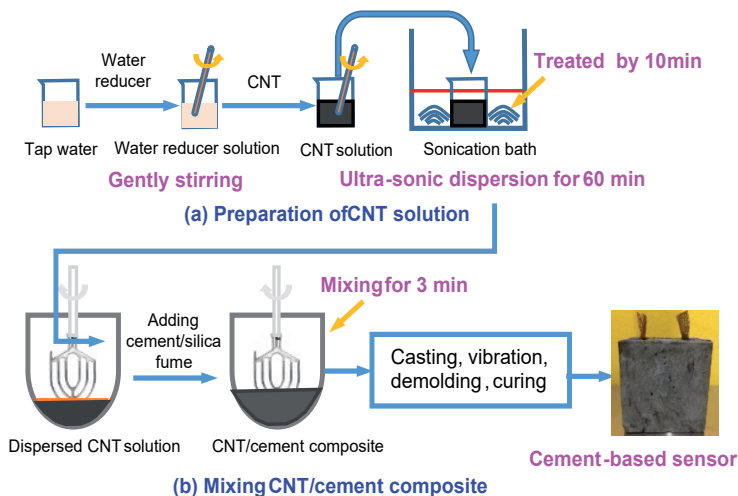 Water
reducer
CNT
Treated by 10min
Tap water
Water reducer solution
CNT solution
Sonication bath
Gently stirring
Ultra-sonic dispersion for 60 min
(a) Preparation ofCNT solution
Mixing for 3 min
Adding
cement/silica
fume
Casting, vibration,
demolding , curing
Dispersed CNT solution
CNT/cement composite
Cement-based sensor
(b) Mixing CNT/cement composite